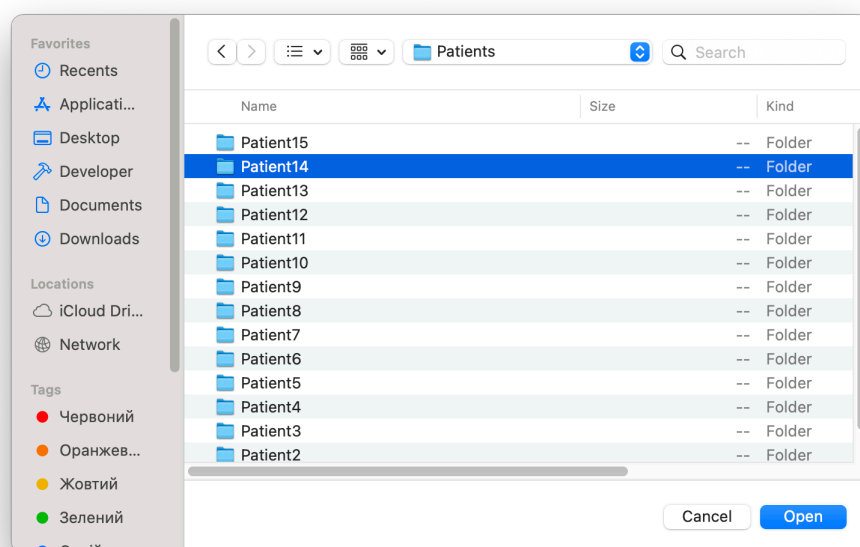 Favorites
Recents
Applicati...
Desktop
Developer
Documents
Downloads
Locations
iCloud Dri...
Network
Tags
Червоний
Оранжев...
Жовтий
Зелений
Patients
Search
Name Size Kind
Patient15 -- Folder
Patient14 -- Folder
Patient13 -- Folder
Patient12 -- Folder
Patient11 -- Folder
Patient10 -- Folder
Patient9 -- Folder
Patient8 -- Folder
Patient7 -- Folder
Patient6 -- Folder
Patient5 -- Folder
Patient4 -- Folder
Patient3 -- Folder
Patient2 -- Folder
Cancel Open